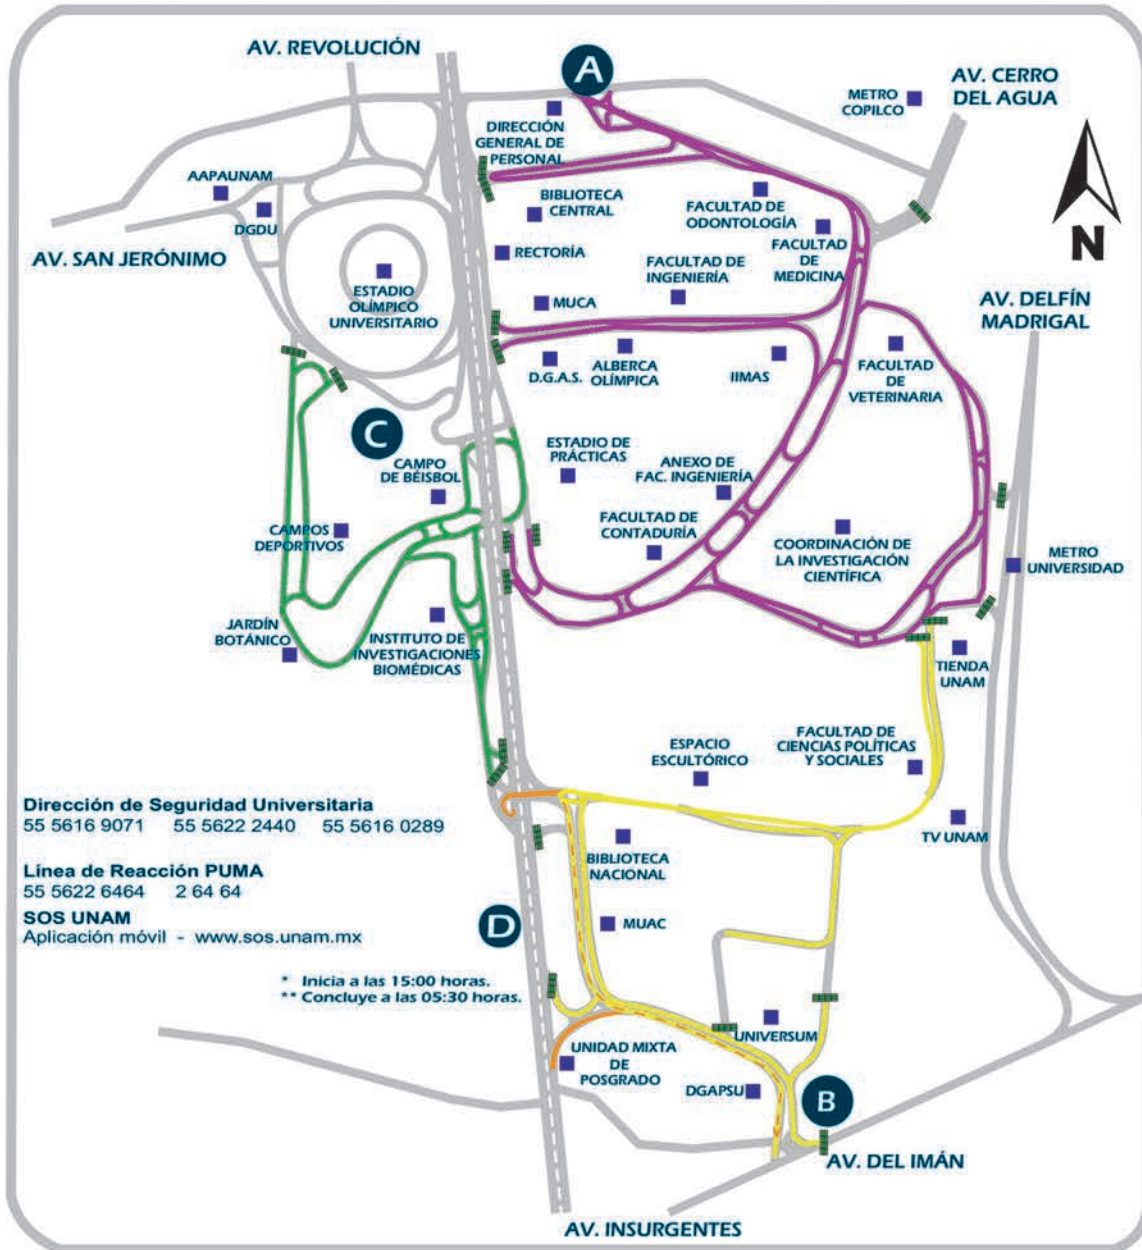 AV. REVOLUCIÓN
A
METRO
COPILCO
AV. CERRO
DEL AGUA
DIRECCIÓN
GENERAL DE
PERSONAL
AAPAUNAM
DGDU
BIBLIOTECA
CENTRAL
FACULTAD DE
ODONTOLOGÍA
FACULTAD
DE
MEDICINA
N
AV. SAN JERÓNIMO
RECTORÍA
FACULTAD DE
INGENIERÍA
ESTADIO
OLÍMPICO
UNIVERSITARIO
MUCA
AV. DELFÍN
MADRIGAL
D.G.A.S.
ALBERCA
OLÍMPICA
IIMAS
FACULTAD
DE
VETERINARIA
C
CAMPO
DE BÉISBOL
ESTADIO DE
PRÁCTICAS
ANEXO DE
FAC. INGENIERÍA
CAMPOS
DEPORTIVOS
FACULTAD DE
CONTADURÍA
COORDINACIÓN DE
LA INVESTIGACIÓN
CIENTÍFICA
METRO
UNIVERSIDAD
JARDÍN
BOTÁNICO
INSTITUTO DE
INVESTIGACIONES
BIOMÉDICAS
TIENDA
UNAM
ESPACIO
ESCULTÓRICO
FACULTAD DE
CIENCIAS POLÍTICAS
Y SOCIALES
Dirección de Seguridad Universitaria
55 5616 9071 55 5622 2440 55 5616 0289
TV UNAM
BIBLIOTECA
NACIONAL
Línea de Reacción PUMA
55 5622 6464 2 64 64
SOS UNAM
Aplicación móvil - www.sos.unam.mx
D
MUAC
* Inicia a las 15:00 horas.
** Concluye a las 05:30 horas.
UNIVERSUM
UNIDAD MIXTA
DE
POSGRADO
DGAPSU
B
AV. DEL IMÁN
AV. INSURGENTES